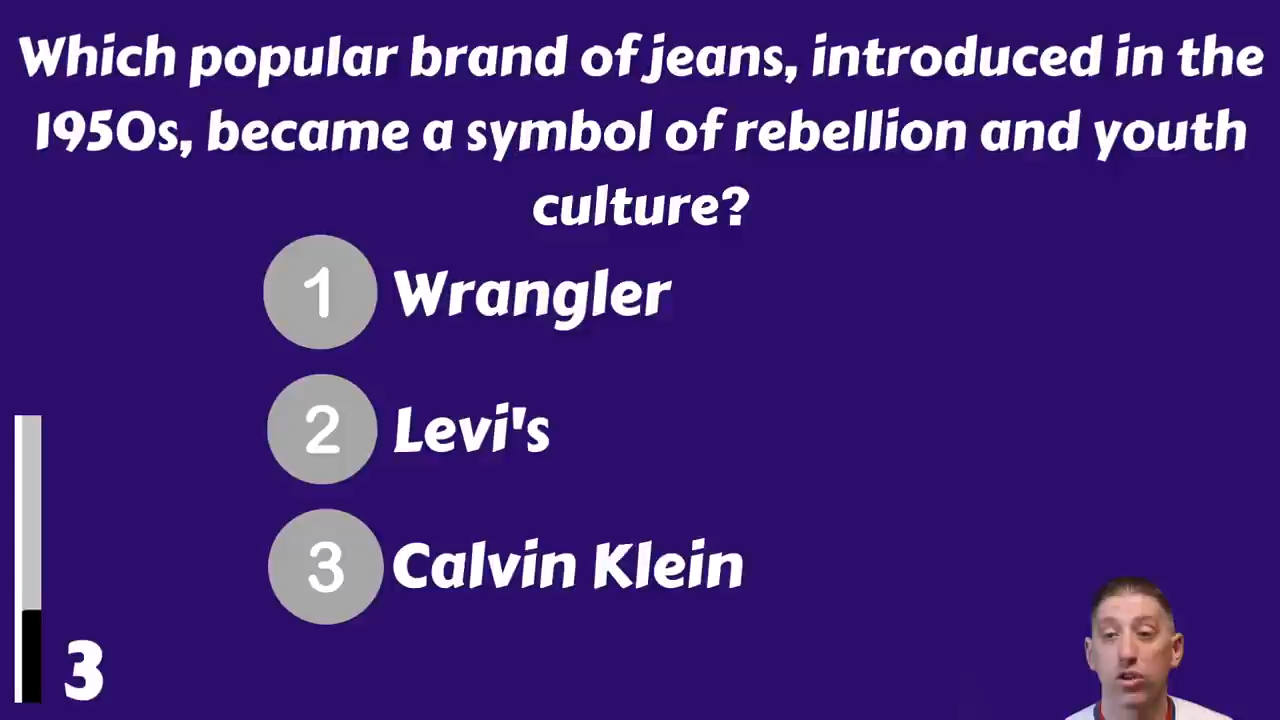 Which popular brand of jeans, introduced in the
1950s, became a symbol of rebellion and youth
culture?
1 Wrangler
2 Levi's
3 Calvin Klein
3